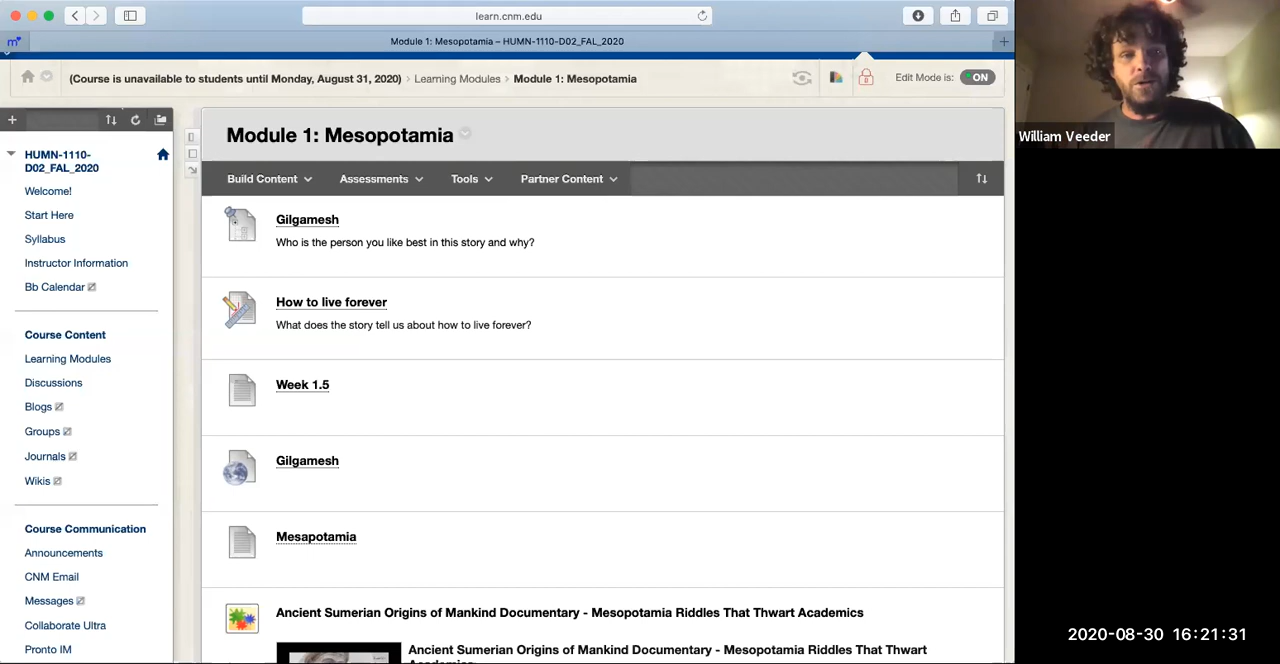 learn.cnm.edu
Module 1: Mesopotamia – HUMN-1110-D02_FAL_2020
(Course is unavailable to students until Monday, August 31, 2020) Learning Modules Module 1: Mesopotamia
Edit Mode is: ON
William Veeder
HUMN-1110-
D02_FAL_2020
Welcome!
Start Here
Syllabus
Instructor Information
Bb Calendar
Course Content
Learning Modules
Discussions
Blogs
Groups
Journals
Wikis
Course Communication
Announcements
CNM Email
Messages
Collaborate Ultra
Pronto IM
Module 1: Mesopotamia
Build Content Assessments Tools Partner Content
Gilgamesh
Who is the person you like best in this story and why?
How to live forever
What does the story tell us about how to live forever?
Week 1.5
Gilgamesh
Mesapotamia
Ancient Sumerian Origins of Mankind Documentary - Mesopotamia Riddles That Thwart Academics
Ancient Sumerian Origins of Mankind Documentary - Mesopotamia Riddles That Thwart
Academics
2020-08-30 16:21:31